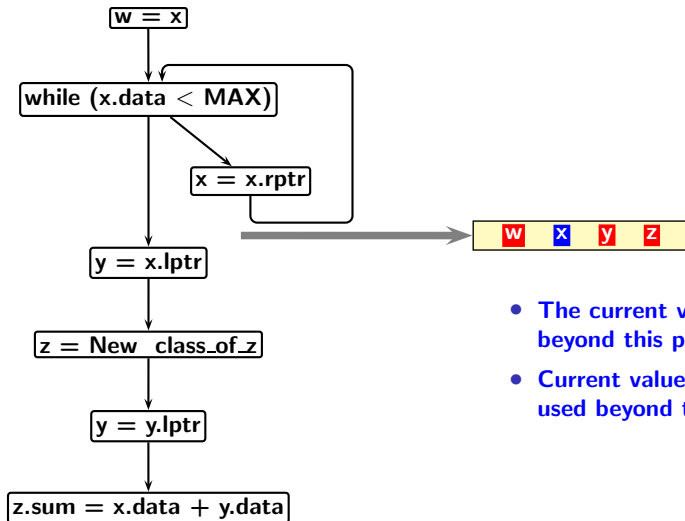 w = x
while (x.data < MAX)
x = x.rptr
y = x.lptr
z = New class_of_z
y = y.lptr
z.sum = x.data + y.data
w x y z
• The current
beyond this
• Current value
used beyond